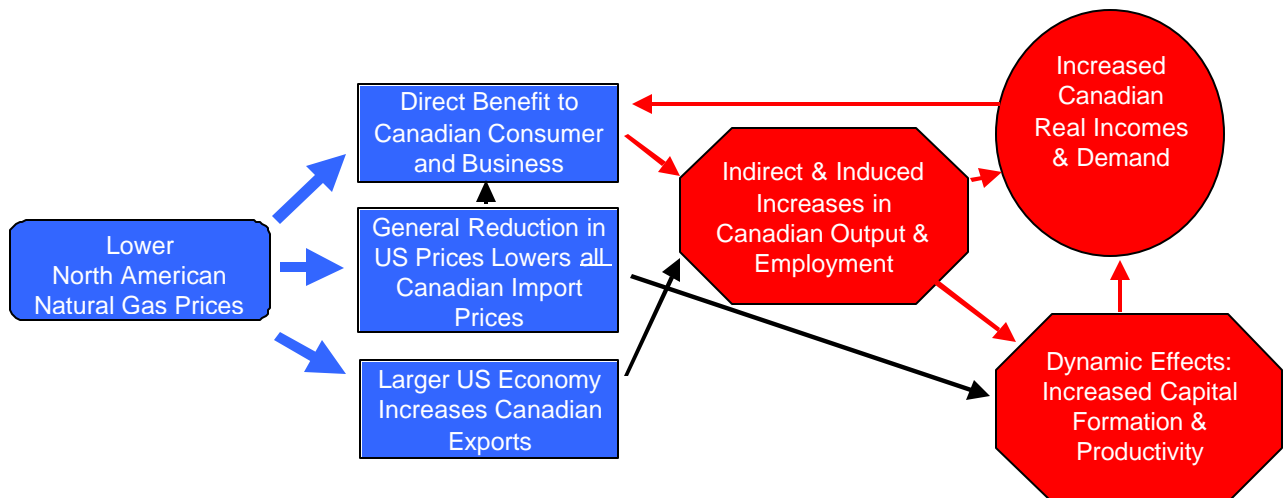 Lower
North American
Natural Gas Prices
Direct Benefit to
Canadian Consumer
and Business
General Reduction in
US Prices Lowers all
Canadian Import
Prices
Larger US Economy
Increases Canadian
Exports
Indirect & Induced
Increases in
Canadian Output &
Employment
Increased
Canadian
Real Incomes
& Demand
Dynamic Effects:
Increased Capital
Formation &
Productivity